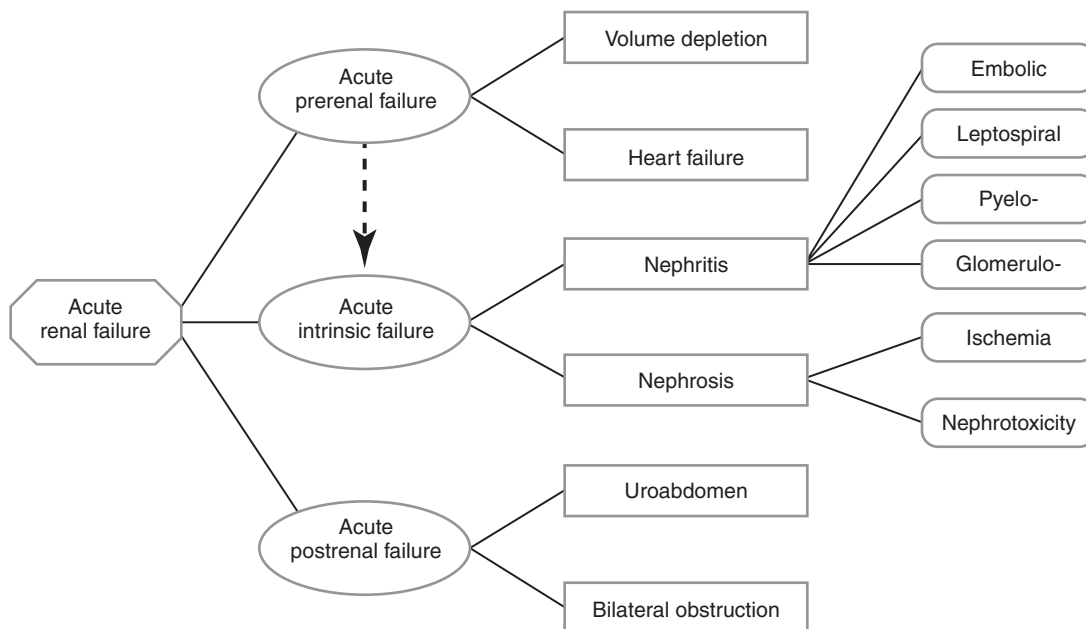 Acute
renal failure
Acute
prerenal failure
Volume depletion
Heart failure
Acute
intrinsic failure
Nephritis
Embolic
Leptospiral
Pyelo-
Glomerulo-
Nephrosis
Ischemia
Nephrotoxicity
Acute
postrenal failure
Uroabdomen
Bilateral obstruction